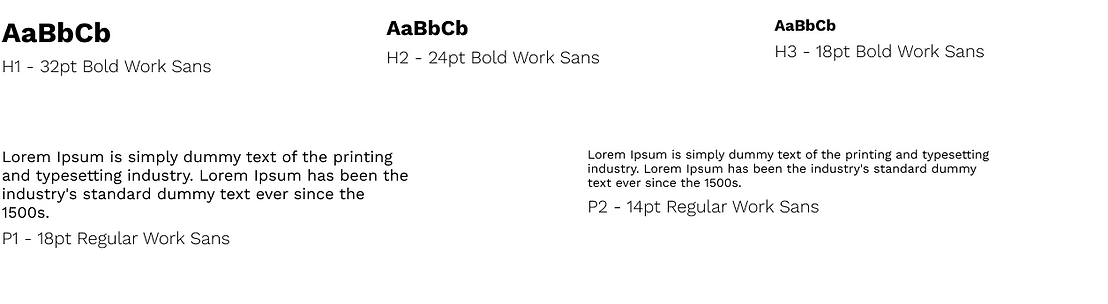 AaBbCb
H1 - 32pt Bold Work Sans
AaBbCb
H2 - 24pt Bold Work Sans
AaBbCb
H3 - 18pt Bold Work Sans
Lorem Ipsum is simply dummy text of the printing
and typesetting industry. Lorem Ipsum has been the
industry's standard dummy text ever since the
1500s.
P1 - 18pt Regular Work Sans
Lorem Ipsum is simply dummy text of the printing and typesetting
industry. Lorem Ipsum has been the industry's standard dummy
text ever since the 1500s.
P2 - 14pt Regular Work Sans